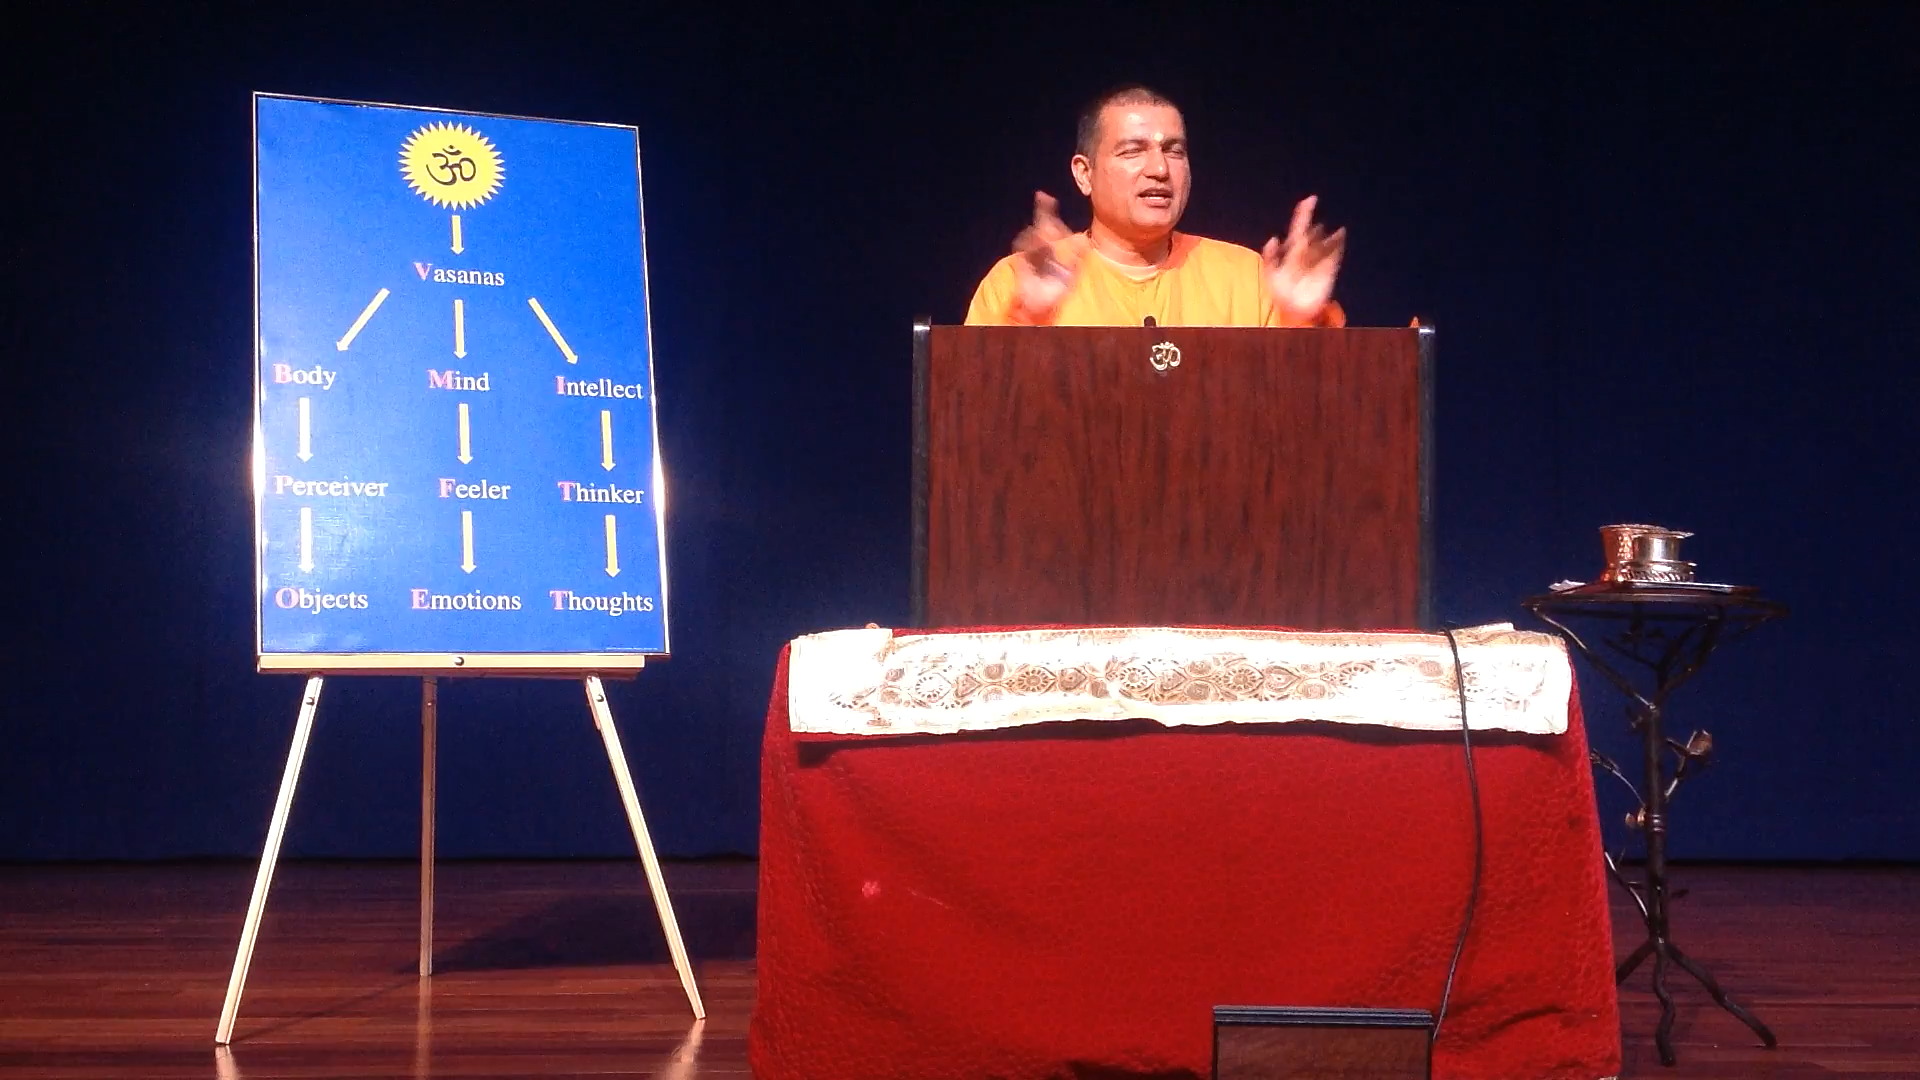 ॐ
Vasanas
Body Mind Intellect
Perceiver Feeler Thinker
Objects Emotions Thoughts
ॐ